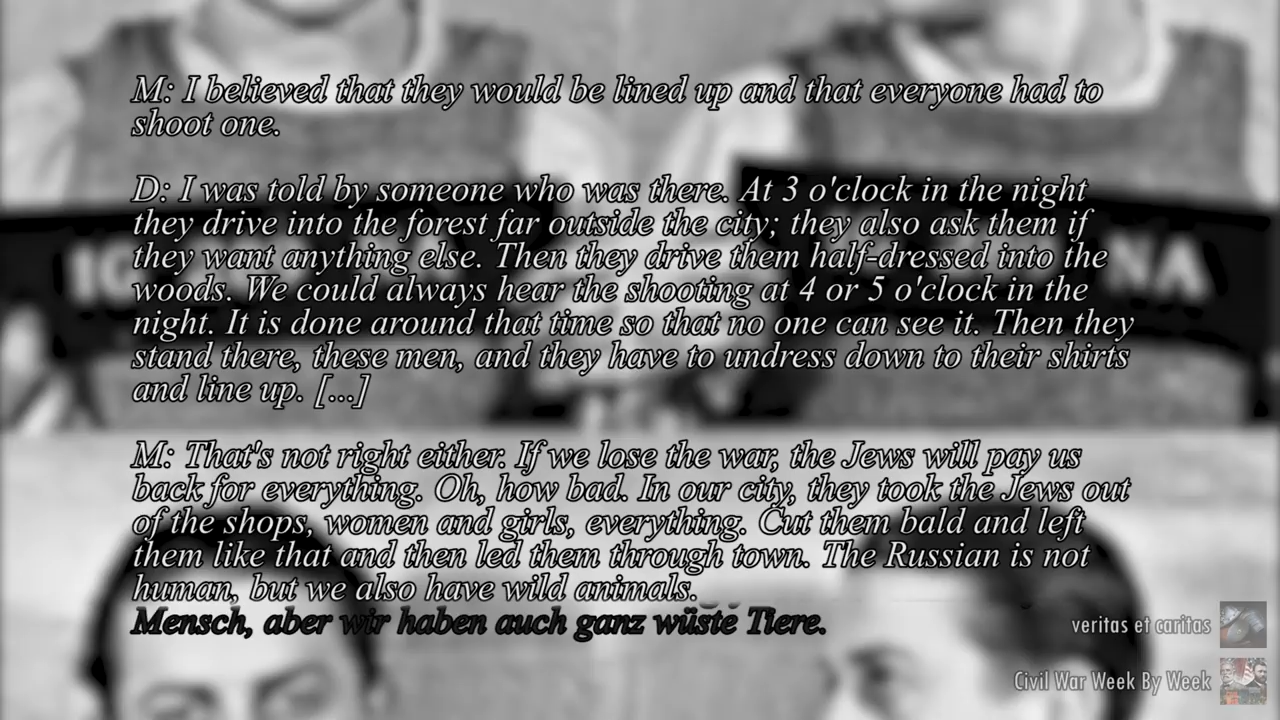 M: I believed that they would be lined up and that everyone had to
shoot one.
D: I was told by someone who was there. At 3 o'clock in the night
they drive into the forest far outside the city; they also ask them if
they want anything else. Then they drive them half-dressed into the
woods. We could always hear the shooting at 4 or 5 o'clock in the
night. It is done around that time so that no one can see it. Then they
stand there, these men, and they have to undress down to their shirts
and line up. [...]
M: That's not right either. If we lose the war, the Jews will pay us
back for everything. Oh, how bad. In our city, they took the Jews out
of the shops, women and girls, everything. Cut them bald and left
them like that and then led them through town. The Russian is not
human, but we also have wild animals.
Mensch, aber wir haben auch ganz wüste Tiere.
NA
veritas et caritas
Civil War Week By Week